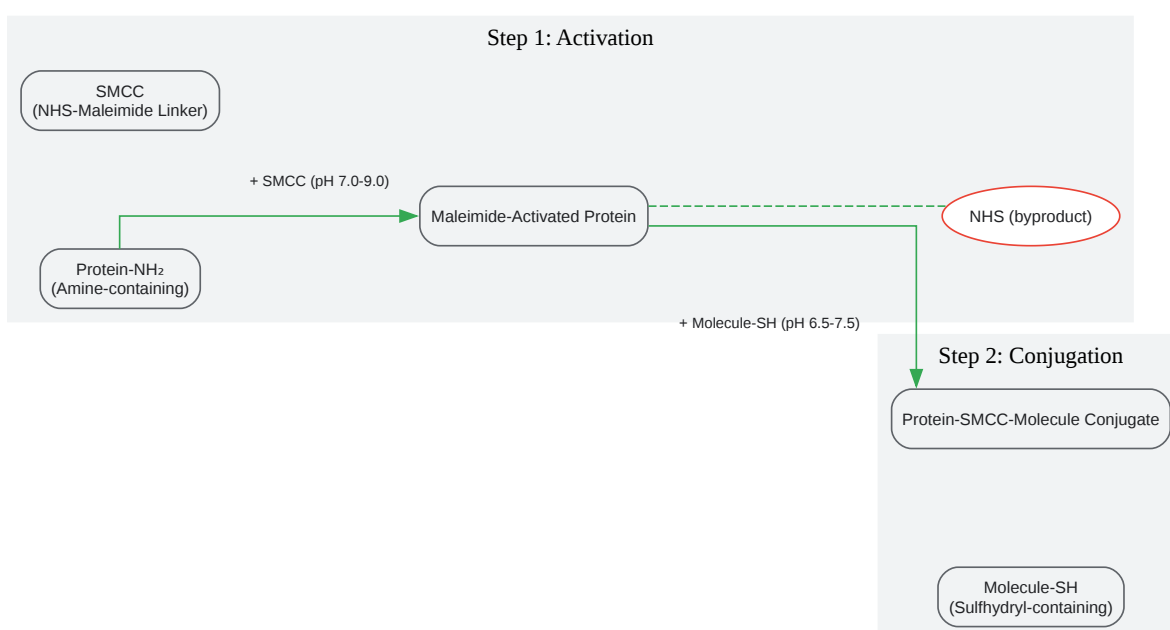 Step 1: Activation
SMCC
(NHS-Maleimide Linker)
+ SMCC (pH 7.0-9.0)
Maleimide-Activated Protein
NHS (byproduct)
Protein-NH₂
(Amine-containing)
+ Molecule-SH (pH 6.5-7.5)
Step 2: Conjugation
Protein-SMCC-Molecule Conjugate
Molecule-SH
(Sulfhydryl-containing)